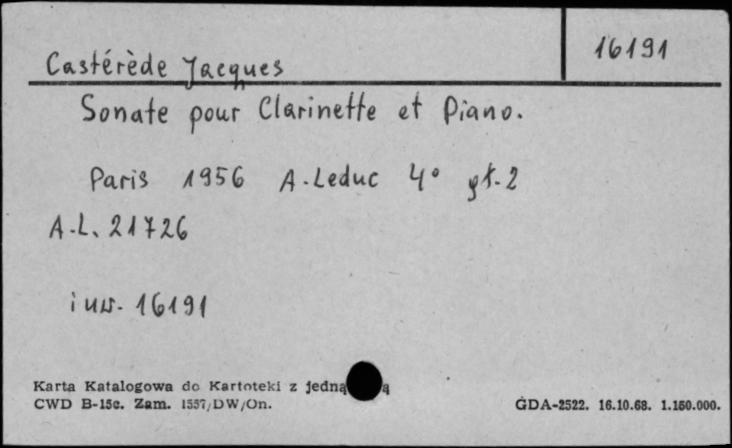 Castérède Jacques
16191
Sonate pour Clarinette et Piano.
Paris 1956 A. Leduc 4° gł. 2
A.L. 21726
inw. 16191
Karta Katalogowa do Kartoteki z jedną
CWD B-15c. Zam. 1557/DW/On.
GDA-2522. 16.10.68. 1.150.000.